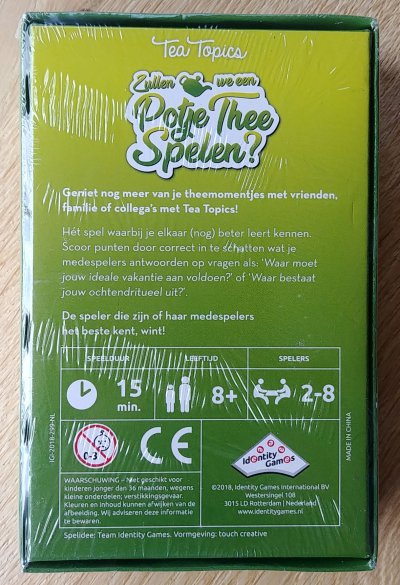 Tea Topics
Zullen we een
Potje Thee
Spelen?
Geniet nog meer van je theemomentjes met vrienden,
familie of collega's met Tea Topics!
Hét spel waarbij je elkaar (nog) beter leert kennen.
Scoor punten door correct in te schatten wat je
medespelers antwoorden op vragen als: 'Waar moet
jouw ideale vakantie aan voldoen?' of 'Waar bestaat
jouw ochtendritueel uit?'.
De speler die zijn of haar medespelers
het beste kent, wint!
SPEELDUUR
LEEFTIJD
SPELERS
15
min.
8+
2-8
0-3
CE
WAARSCHUWING – Niet geschikt voor
kinderen jonger dan 36 maanden, wegens
kleine onderdelen; verstikkingsgevaar.
Kleuren en inhoud kunnen afwijken van de
afbeelding. Wij adviseren deze informatie
te bewaren.
Identity
Games
©2018, Identity Games International BV
Westersingel 108
3015 LD Rotterdam | Nederland
www.identitygames.nl
Spelidee: Team Identity Games. Vormgeving: touch creative
IGI-2018-299-NL
MADE IN CHINA